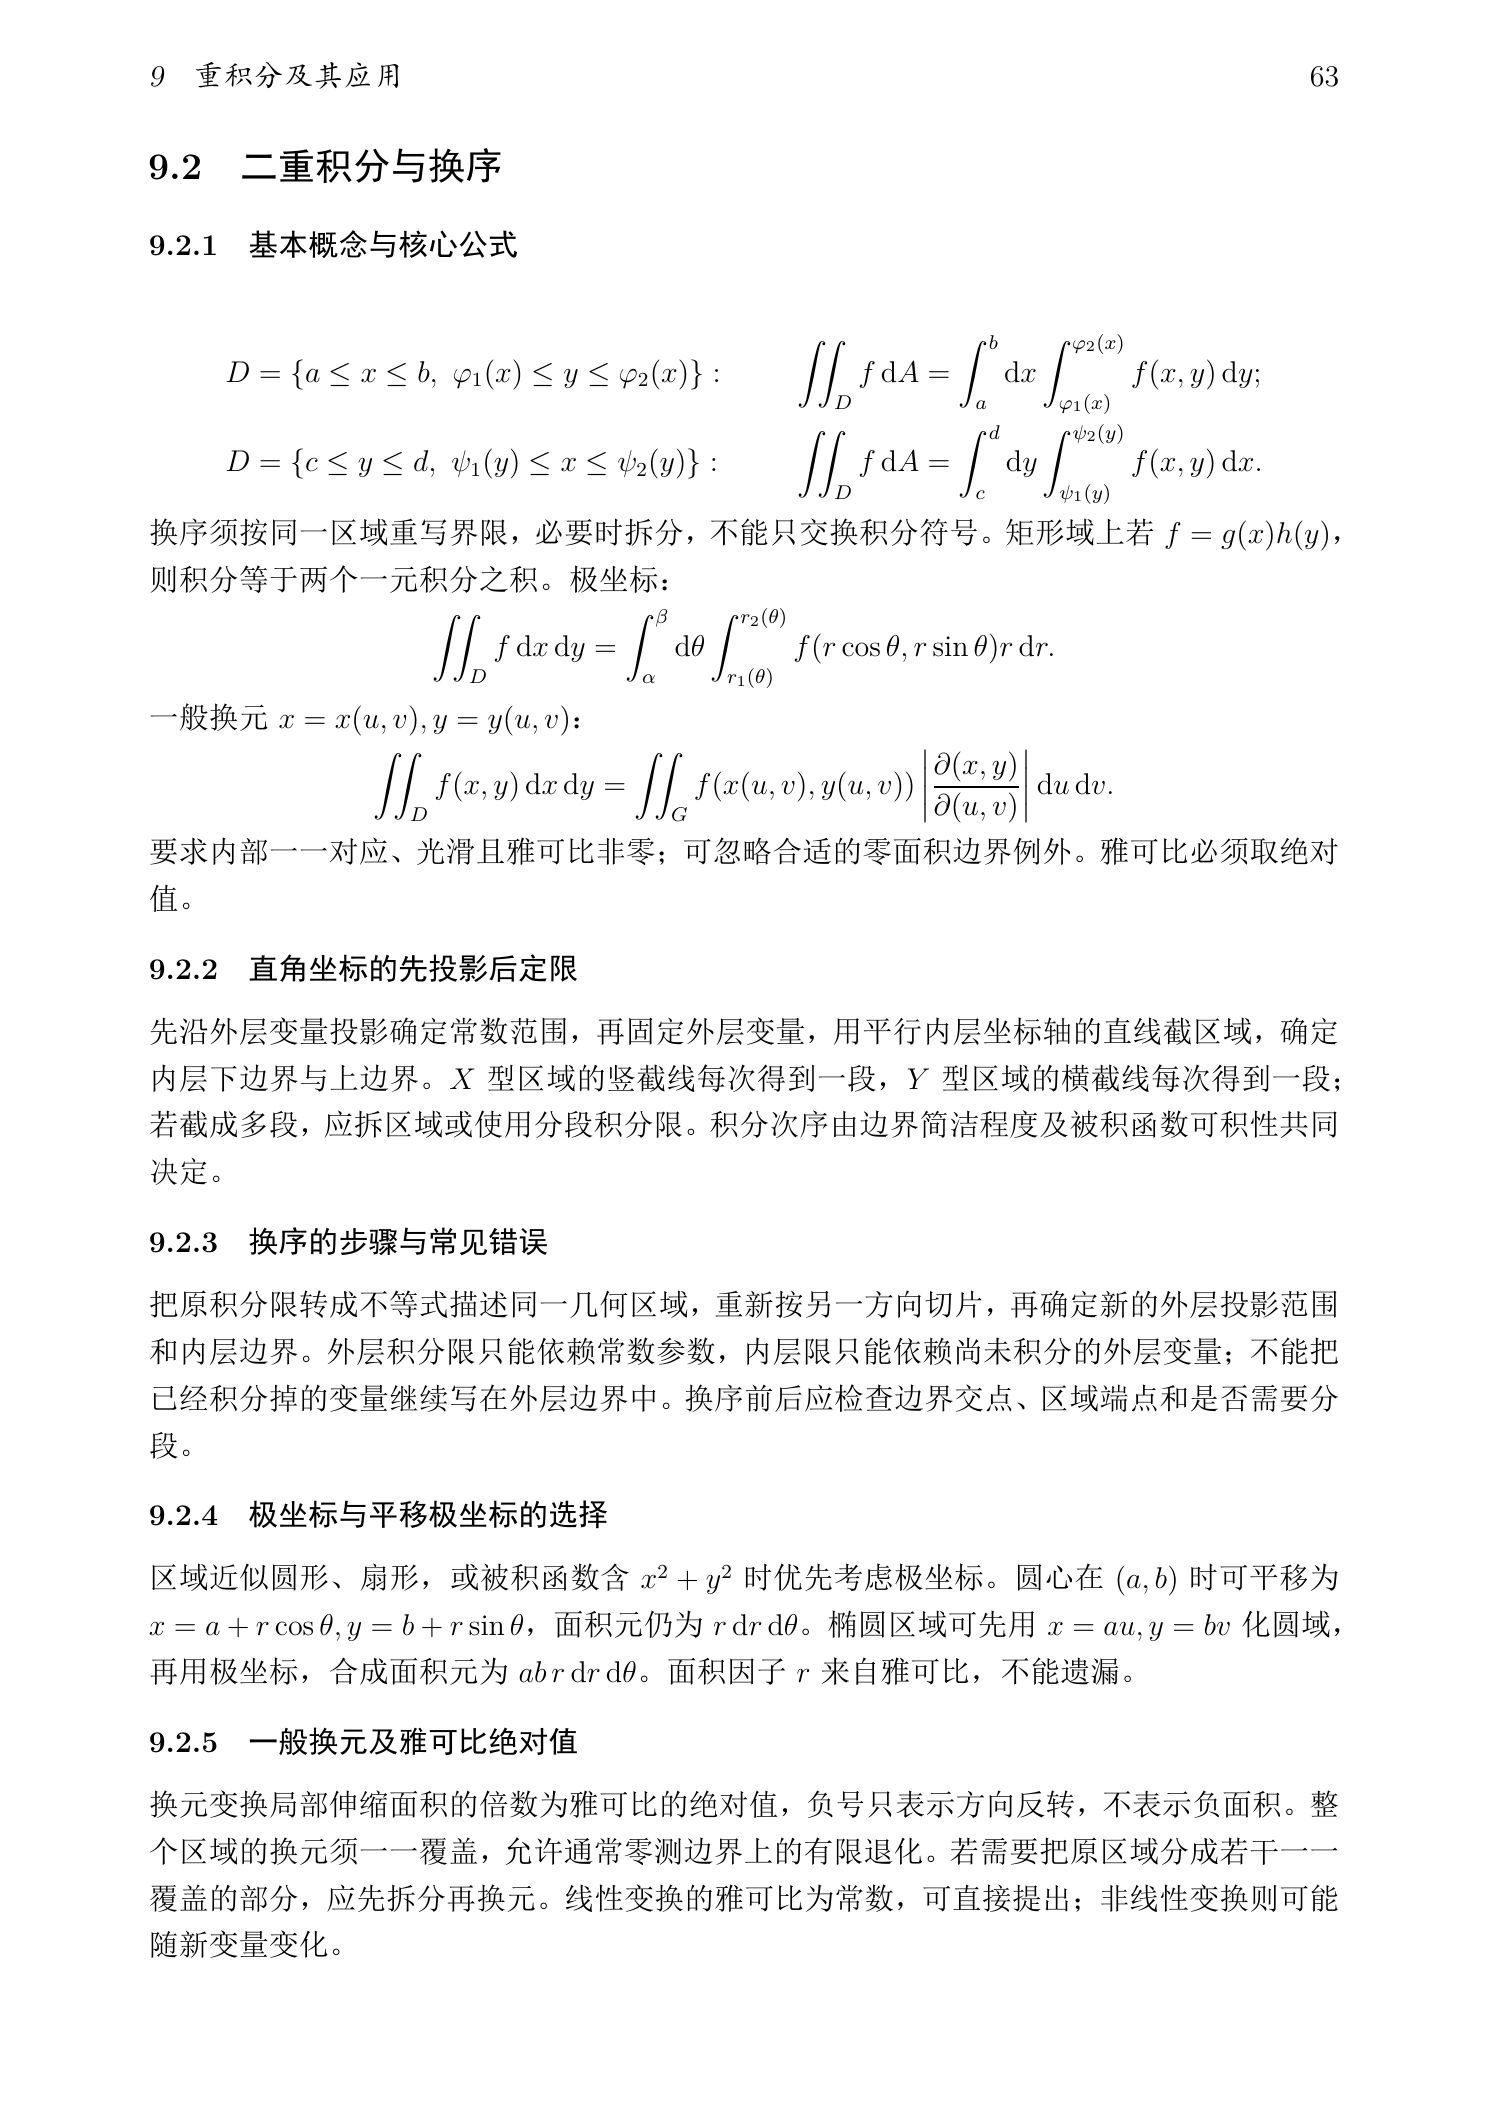 9 重积分及其应用 63
9.2 二重积分与换序
9.2.1 基本概念与核心公式
D = {a ≤ x ≤ b, φ₁(x) ≤ y ≤ φ₂(x)} : ∬_D f dA = ∫_a^b dx ∫_{φ₁(x)}^{φ₂(x)} f(x, y) dy;
D = {c ≤ y ≤ d, ψ₁(y) ≤ x ≤ ψ₂(y)} : ∬_D f dA = ∫_c^d dy ∫_{ψ₁(y)}^{ψ₂(y)} f(x, y) dx.
换序须按同一区域重写界限，必要时拆分，不能只交换积分符号。矩形域上若 f = g(x)h(y)，
则积分等于两个一元积分之积。极坐标：
∬_D f dx dy = ∫_α^β dθ ∫_{r₁(θ)}^{r₂(θ)} f(r cos θ, r sin θ)r dr.
一般换元 x = x(u, v), y = y(u, v)：
∬_D f(x, y) dx dy = ∬_G f(x(u, v), y(u, v)) |∂(x, y)/∂(u, v)| du dv.
要求内部一一对应、光滑且雅可比非零；可忽略合适的零面积边界例外。雅可比必须取绝对
值。
9.2.2 直角坐标的先投影后定限
先沿外层变量投影确定常数范围，再固定外层变量，用平行内层坐标轴的直线截区域，确定
内层下边界与上边界。X 型区域的竖截线每次得到一段，Y 型区域的横截线每次得到一段；
若截成多段，应拆区域或使用分段积分限。积分次序由边界简洁程度及被积函数可积性共同
决定。
9.2.3 换序的步骤与常见错误
把原积分限转成不等式描述同一几何区域，重新按另一方向切片，再确定新的外层投影范围
和内层边界。外层积分限只能依赖常数参数，内层限只能依赖尚未积分的外层变量；不能把
已经积分掉的变量继续写在外层边界中。换序前后应检查边界交点、区域端点和是否需要分
段。
9.2.4 极坐标与平移极坐标的选择
区域近似圆形、扇形，或被积函数含 x² + y² 时优先考虑极坐标。圆心在 (a, b) 时可平移为
x = a + r cos θ, y = b + r sin θ，面积元仍为 r dr dθ。椭圆区域可先用 x = au, y = bv 化圆域，
再用极坐标，合成面积元为 ab r dr dθ。面积因子 r 来自雅可比，不能遗漏。
9.2.5 一般换元及雅可比绝对值
换元变换局部伸缩面积的倍数为雅可比的绝对值，负号只表示方向反转，不表示负面积。整
个区域的换元须一一覆盖，允许通常零测边界上的有限退化。若需要把原区域分成若干一一
覆盖的部分，应先拆分再换元。线性变换的雅可比为常数，可直接提出；非线性变换则可能
随新变量变化。